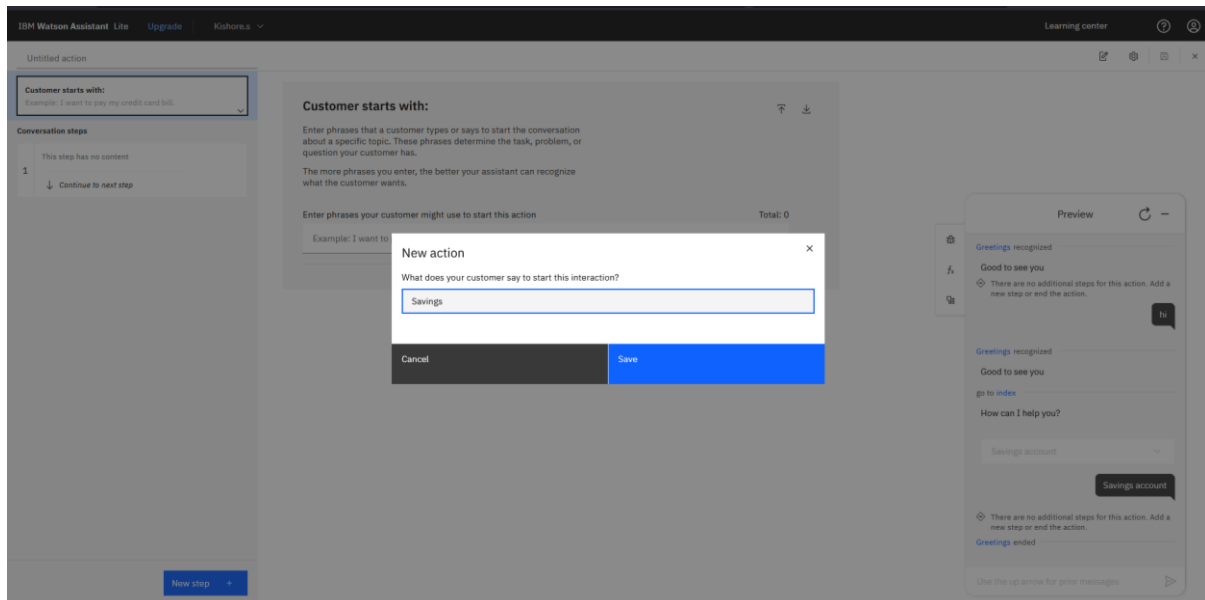 IBM Watson Assistant Lite Upgrade Kishore.s Learning center
Untitled action
Customer starts with:
Example: I want to pay my credit card bill.
Conversation steps
1
This step has no content
Continue to next step
New step +
Customer starts with:
Enter phrases that a customer types or says to start the conversation
about a specific topic. These phrases determine the task, problem, or
question your customer has.
The more phrases you enter, the better your assistant can recognize
what the customer wants.
Enter phrases your customer might use to start this action Total: 0
Example: I want to
New action
What does your customer say to start this interaction?
Savings
Cancel Save
Preview
Greetings recognized
Good to see you
There are no additional steps for this action. Add a
new step or end the action.
hi
Greetings recognized
Good to see you
go to index
How can I help you?
Savings account
Savings account
There are no additional steps for this action. Add a
new step or end the action.
Greetings ended
Use the up arrow for prior messages